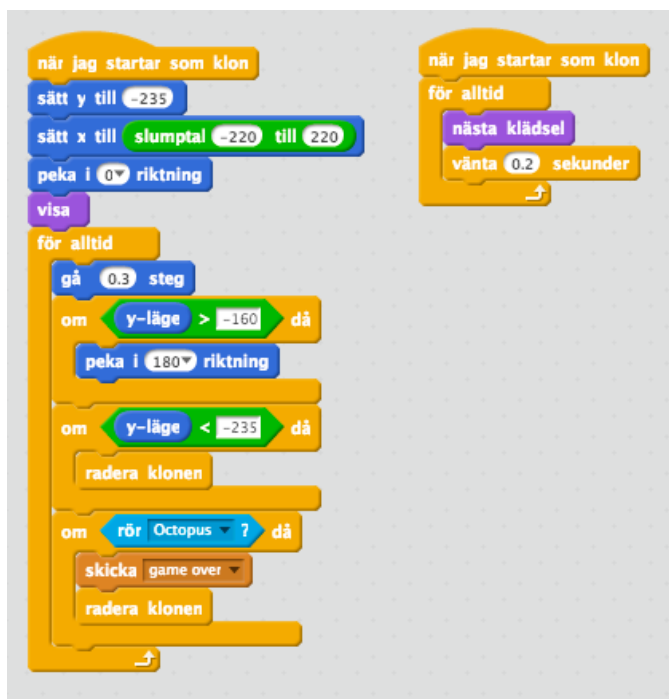 när jag startar som klon
sätt y till -235
sätt x till slumptal -220 till 220
peka i 0 riktning
visa
för alltid
gå 0.3 steg
om y-läge > -160 då
peka i 180 riktning
om y-läge < -235 då
radera klonen
om rör Octopus ? då
skicka game over
radera klonen
när jag startar som klon
för alltid
nästa klädsel
vänta 0.2 sekunder